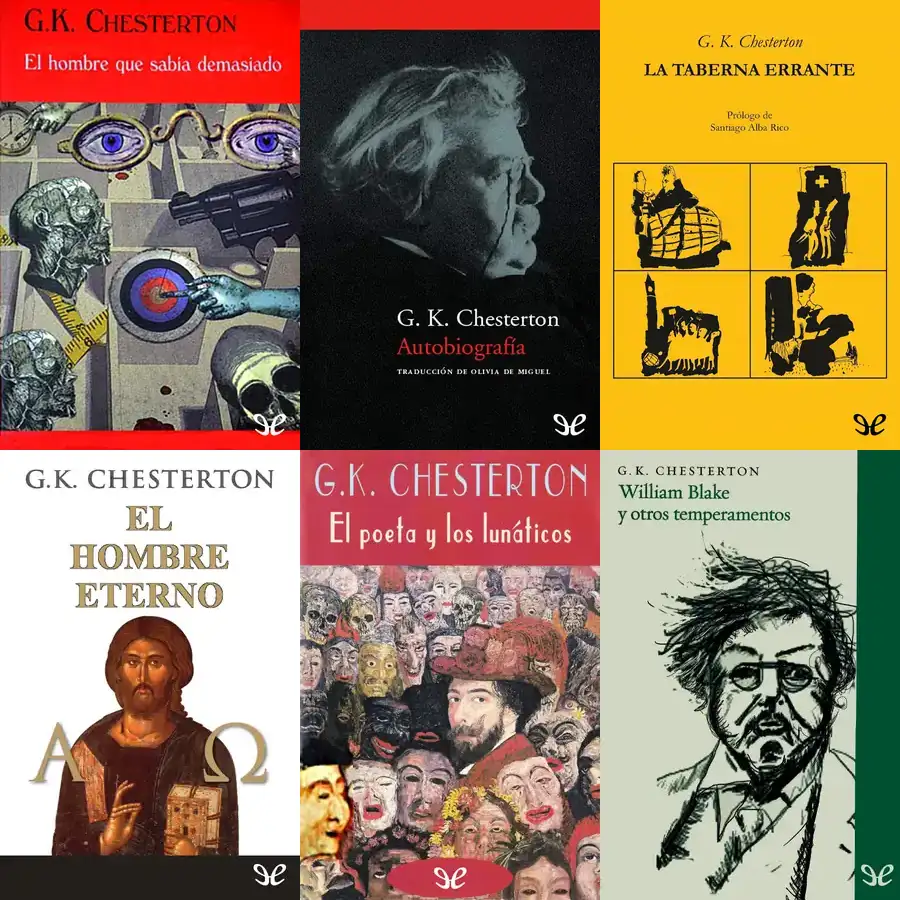 G.K. CHESTERTON
El hombre que sabía demasiado
G. K. Chesterton
Autobiografía
TRADUCCIÓN DE OLIVIA DE MIGUEL
G. K. Chesterton
LA TABERNA ERRANTE
Prólogo de
Santiago Alba Rico
G.K. CHESTERTON
EL
HOMBRE
ETERNO
Α Ω
G.K. CHESTERTON
El poeta y los lunáticos
G. K. CHESTERTON
William Blake
y otros temperamentos